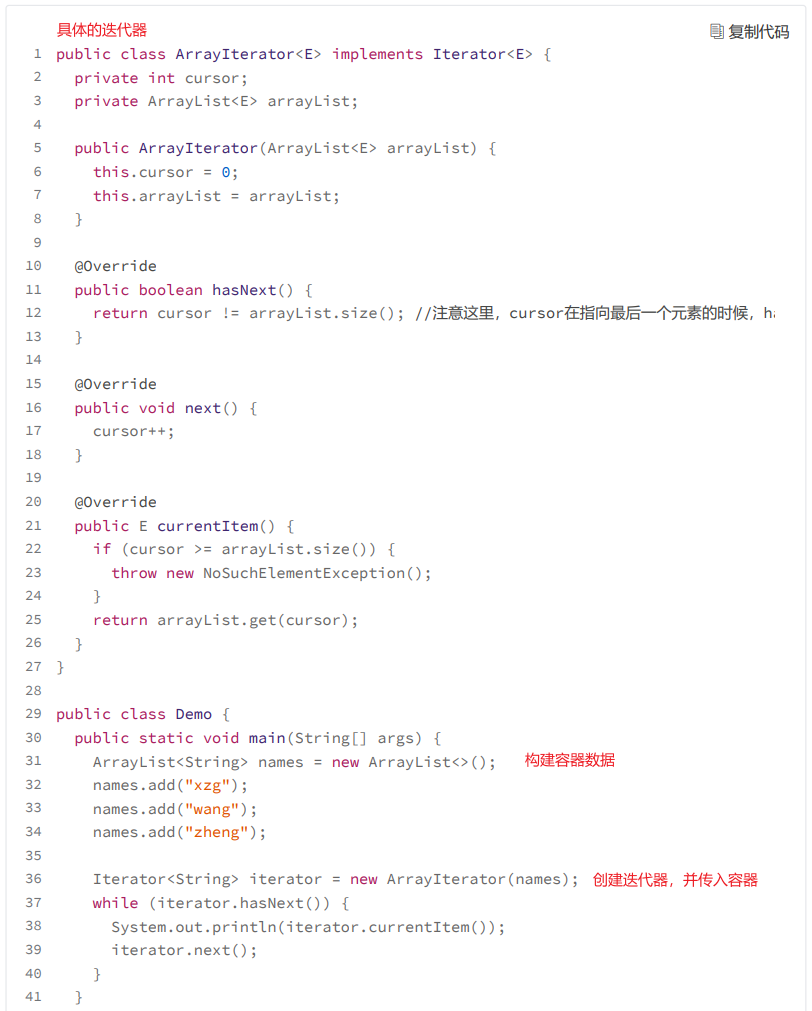 具体的迭代器
复制代码
1 public class ArrayIterator<E> implements Iterator<E> {
2   private int cursor;
3   private ArrayList<E> arrayList;
4
5   public ArrayIterator(ArrayList<E> arrayList) {
6     this.cursor = 0;
7     this.arrayList = arrayList;
8   }
9
10   @Override
11   public boolean hasNext() {
12     return cursor != arrayList.size(); //注意这里，cursor在指向最后一个元素的时候，ha
13   }
14
15   @Override
16   public void next() {
17     cursor++;
18   }
19
20   @Override
21   public E currentItem() {
22     if (cursor >= arrayList.size()) {
23       throw new NoSuchElementException();
24     }
25     return arrayList.get(cursor);
26   }
27 }
28
29 public class Demo {
30   public static void main(String[] args) {
31     ArrayList<String> names = new ArrayList<>(); 构建容器数据
32     names.add("xzg");
33     names.add("wang");
34     names.add("zheng");
35
36     Iterator<String> iterator = new ArrayIterator(names); 创建迭代器，并传入容器
37     while (iterator.hasNext()) {
38       System.out.println(iterator.currentItem());
39       iterator.next();
40     }
41   }